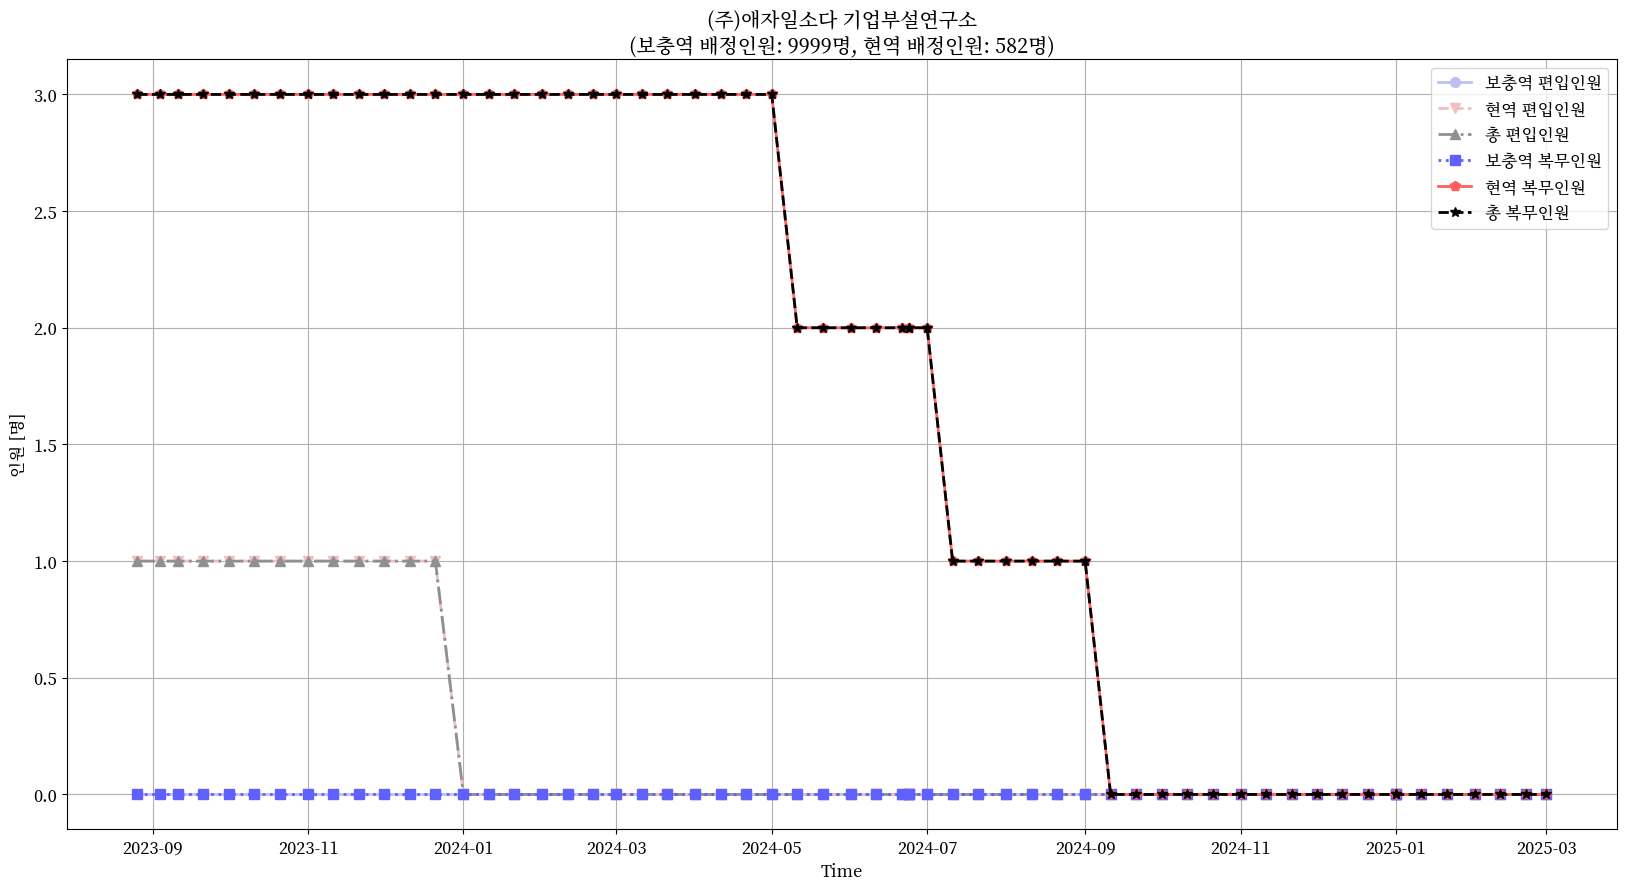 (주)애자일소다 기업부설연구소
(보충역 배정인원: 9999명, 현역 배정인원: 582명)
보충역 편입인원
현역 편입인원
총 편입인원
보충역 복무인원
현역 복무인원
총 복무인원
인원 [명]
3.0
2.5
2.0
1.5
1.0
0.5
0.0
2023-09
2023-11
2024-01
2024-03
2024-05
2024-07
2024-09
2024-11
2025-01
2025-03
Time